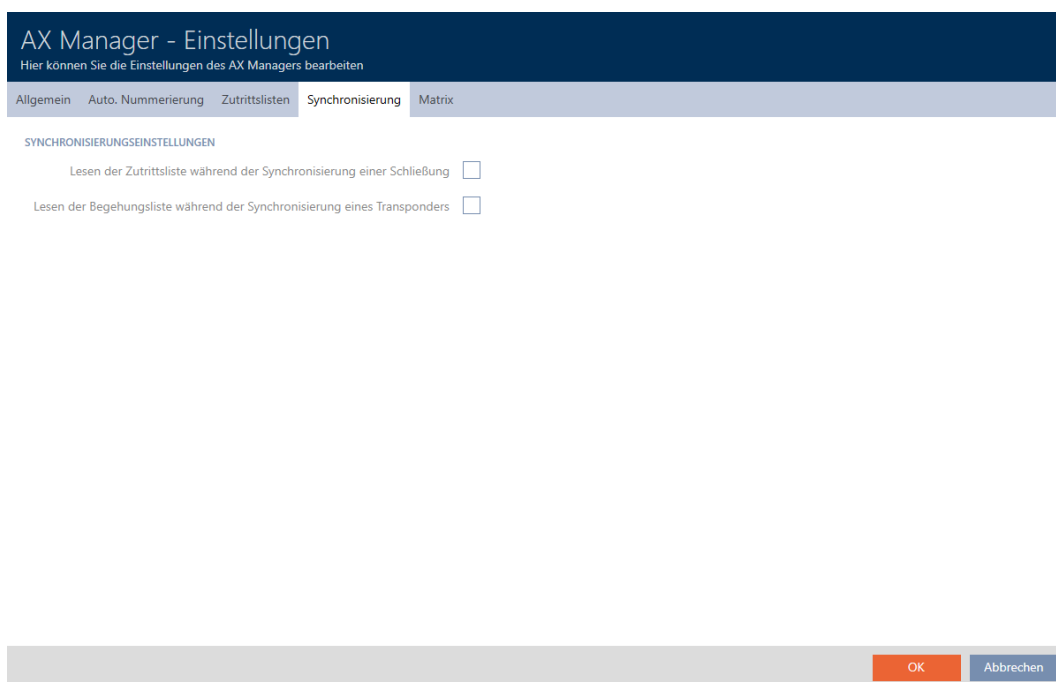 AX Manager - Einstellungen
Hier können Sie die Einstellungen des AX Managers bearbeiten
Allgemein Auto. Nummerierung Zutrittslisten Synchronisierung Matrix
SYNCHRONISIERUNGSEINSTELLUNGEN
Lesen der Zutrittsliste während der Synchronisierung einer Schließung
Lesen der Begehungsliste während der Synchronisierung eines Transponders
OK Abbrechen